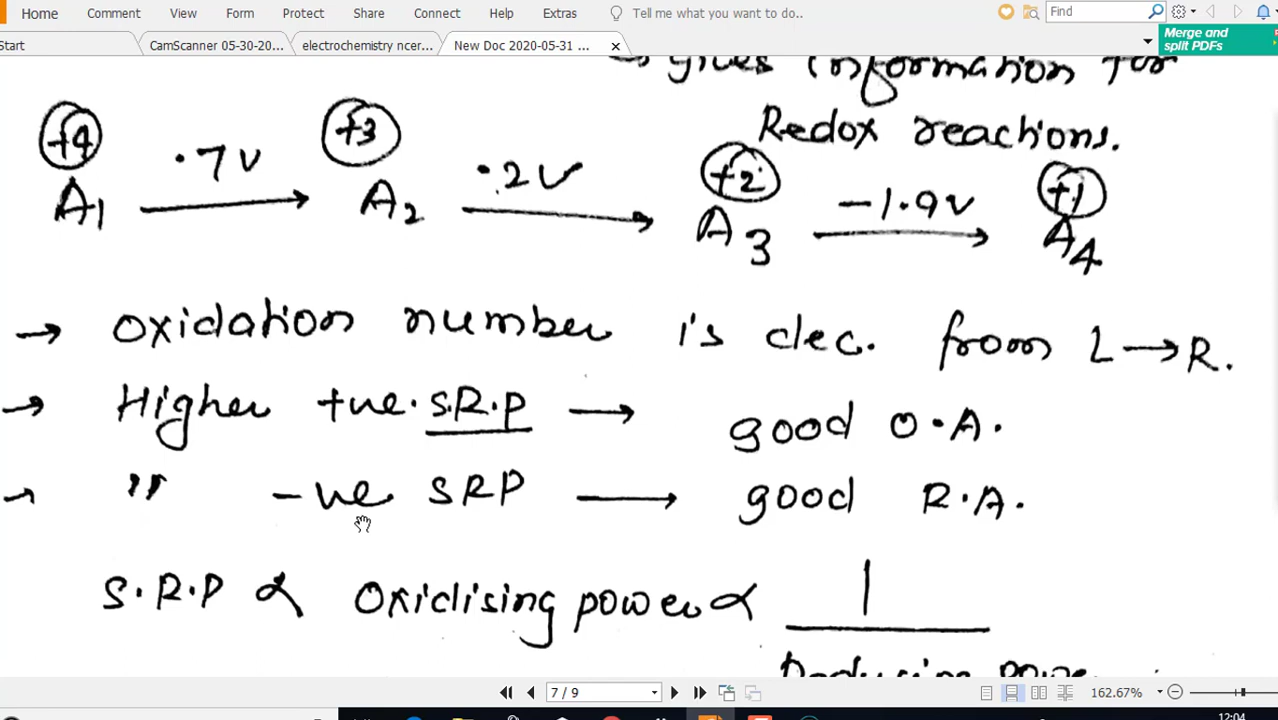 Home Comment View Form Protect Share Connect Help Extras Tell me what you want to do.. Find
Merge and
split PDFs
Start CamScanner 05-30-20... electrochemistry ncer... New Doc 2020-05-31 ...
gives information for
Redox reactions.
+4 +3 +2 +1
A1 .7V A2 .2V A3 -1.9V A4
→ oxidation number is dec. from L → R.
→ Higher +ve. S.R.P → good O.A.
→ " -ve SRP → good R.A.
S.R.P ∝ Oxidising power ∝ 1
7 / 9 162.67%
12:04